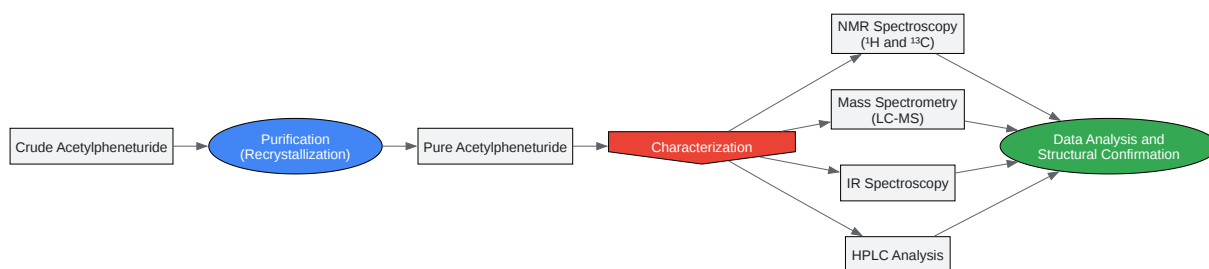 Crude Acetylpheneturide
Purification
(Recrystallization)
Pure Acetylpheneturide
Characterization
NMR Spectroscopy
(¹H and ¹³C)
Mass Spectrometry
(LC-MS)
IR Spectroscopy
HPLC Analysis
Data Analysis and
Structural Confirmation